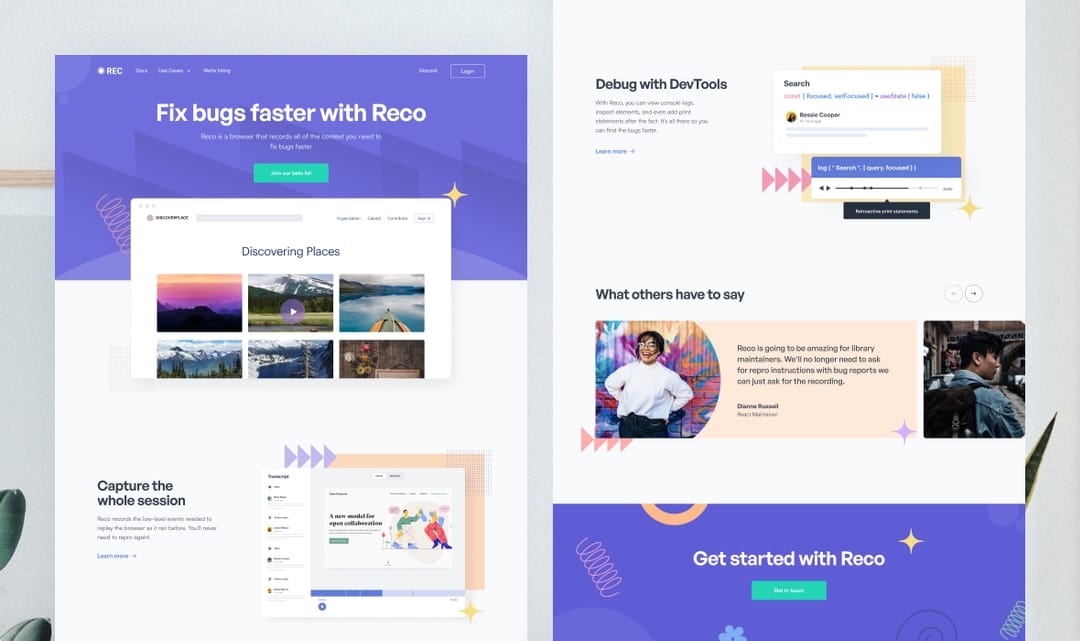 REC
Docs
Use Cases
We're hiring
Discord
Login
Fix bugs faster with Reco
Reco is a browser that records all of the context you need to
fix bugs faster
Join our beta list
DISCOVERPLACE
Organization
Capital
Contribute
Sign in
Discovering Places
Capture the
whole session
Reco records the low-level events needed to
replay the browser as it ran before. You'll never
need to repro again!
Learn more →
Transcript
A new model for
open collaboration
Debug with DevTools
With Reco, you can view console logs,
inspect elements, and even add print
statements after the fact. It's all there so you
can find the bugs faster.
Learn more →
Search
const [ focused, setFocused ] = useState ( false )
Bessie Cooper
log ( " Search ", { query, focused } )
Retroactive print statements
What others have to say
Reco is going to be amazing for library
maintainers. We'll no longer need to ask
for repro instructions with bug reports we
can just ask for the recording.
Dianne Russell
React Maintainer
Get started with Reco
Get in touch